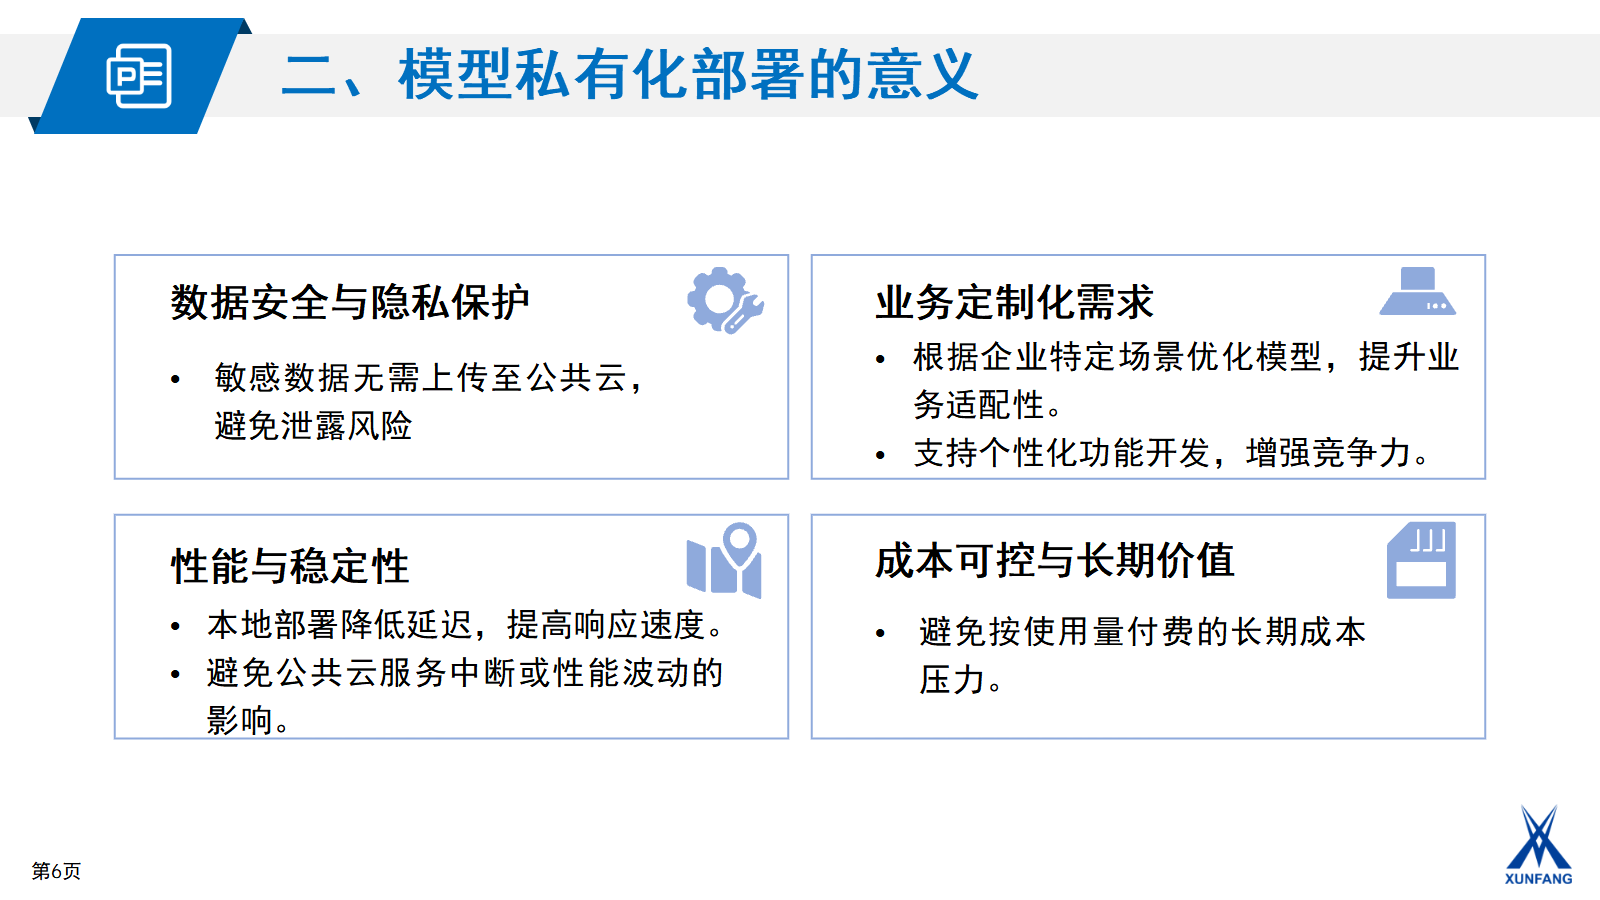 二、模型私有化部署的意义
数据安全与隐私保护
• 敏感数据无需上传至公共云，
避免泄露风险
业务定制化需求
• 根据企业特定场景优化模型，提升业
务适配性。
• 支持个性化功能开发，增强竞争力。
性能与稳定性
• 本地部署降低延迟，提高响应速度。
• 避免公共云服务中断或性能波动的
影响。
成本可控与长期价值
• 避免按使用量付费的长期成本
压力。
第6页
XUNFANG